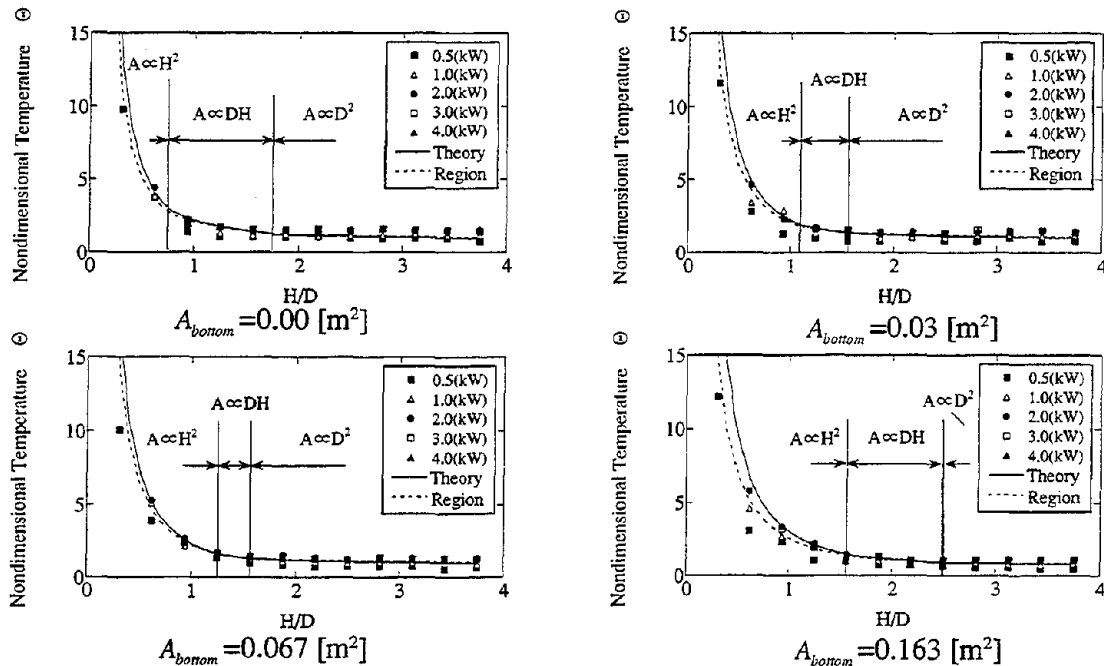 Nondimensional Temperature Θ
15
10
5
0
0 1 2 3 4
H/D
A∝H²
A∝DH
A∝D²
0.5(kW)
1.0(kW)
2.0(kW)
3.0(kW)
4.0(kW)
Theory
Region
A_bottom=0.00 [m²]
Nondimensional Temperature Θ
15
10
5
0
0 1 2 3 4
H/D
A∝DH
A∝H²
A∝D²
0.5(kW)
1.0(kW)
2.0(kW)
3.0(kW)
4.0(kW)
Theory
Region
A_bottom=0.03 [m²]
Nondimensional Temperature Θ
15
10
5
0
0 1 2 3 4
H/D
A∝DH
A∝H²
A∝D²
0.5(kW)
1.0(kW)
2.0(kW)
3.0(kW)
4.0(kW)
Theory
Region
A_bottom=0.067 [m²]
Nondimensional Temperature Θ
15
10
5
0
0 1 2 3 4
H/D
A∝D²
A∝H²
A∝DH
0.5(kW)
1.0(kW)
2.0(kW)
3.0(kW)
4.0(kW)
Theory
Region
A_bottom=0.163 [m²]